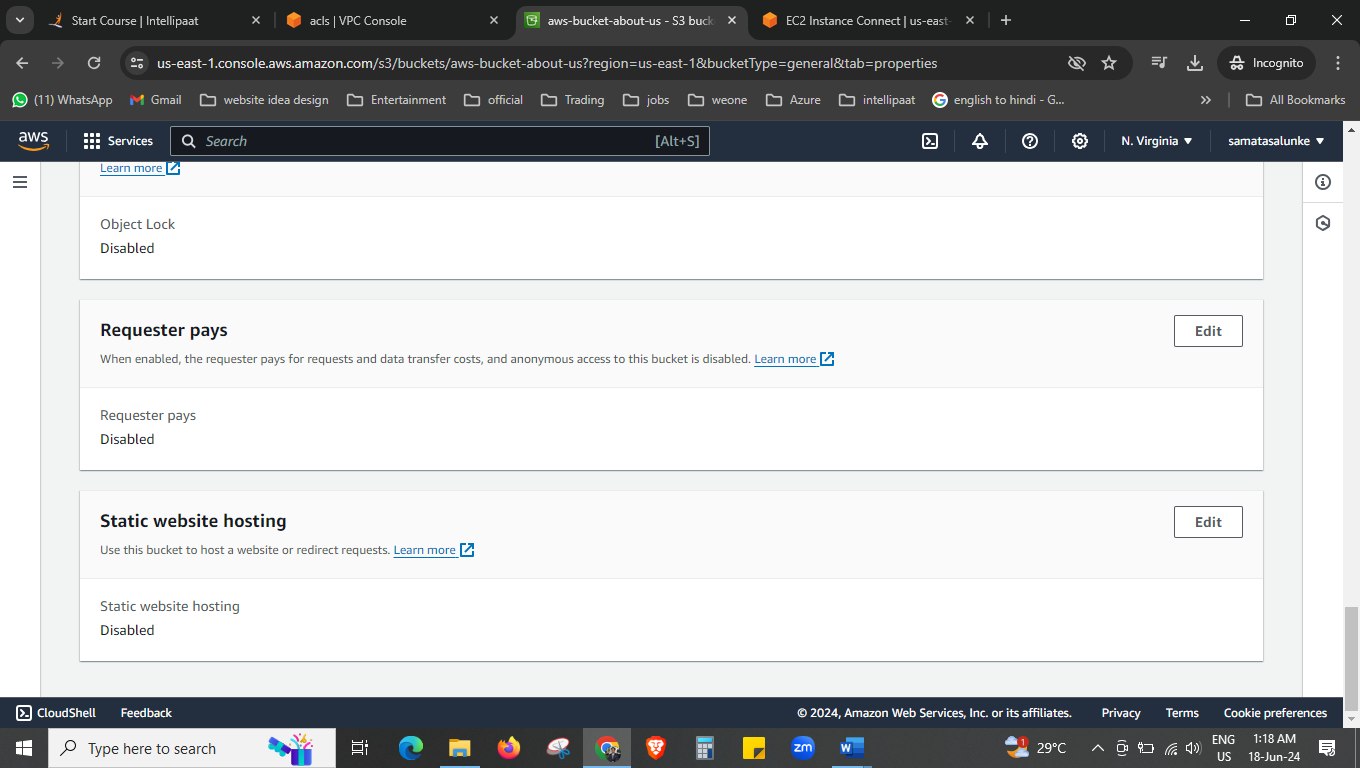 Start Course | Intellipaat
acls | VPC Console
aws-bucket-about-us - S3 buck
EC2 Instance Connect | us-east-
us-east-1.console.aws.amazon.com/s3/buckets/aws-bucket-about-us?region=us-east-1&bucketType=general&tab=properties
Incognito
(11) WhatsApp
Gmail
website idea design
Entertainment
official
Trading
jobs
weone
Azure
intellipaat
english to hindi - G...
All Bookmarks
aws
Services
Search
[Alt+S]
N. Virginia
samatasalunke
Learn more
Object Lock
Disabled
Requester pays
Edit
When enabled, the requester pays for requests and data transfer costs, and anonymous access to this bucket is disabled. Learn more
Requester pays
Disabled
Static website hosting
Edit
Use this bucket to host a website or redirect requests. Learn more
Static website hosting
Disabled
CloudShell
Feedback
© 2024, Amazon Web Services, Inc. or its affiliates.
Privacy
Terms
Cookie preferences
Type here to search
zm
W
1
29°C
ENG
US
1:18 AM
18-Jun-24